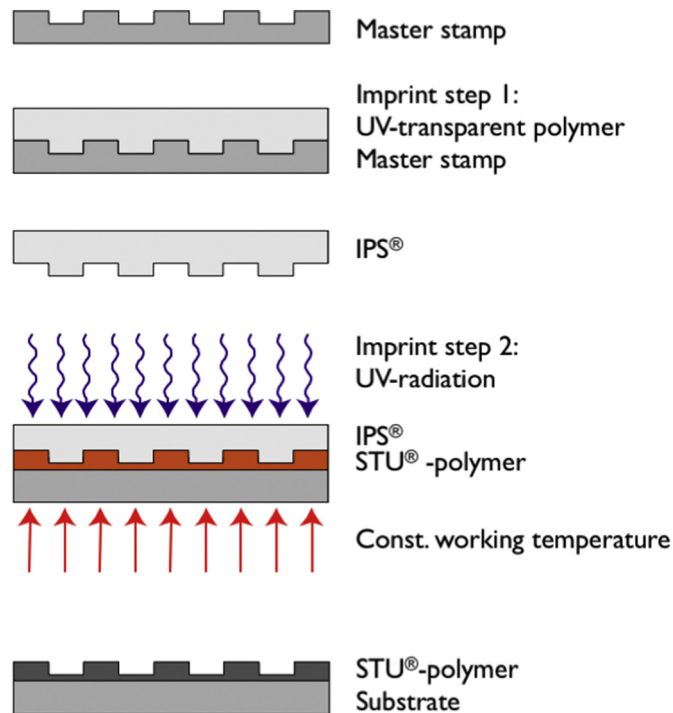 Master stamp
Imprint step 1:
UV-transparent polymer
Master stamp
IPS®
Imprint step 2:
UV-radiation
IPS®
STU® -polymer
Const. working temperature
STU®-polymer
Substrate